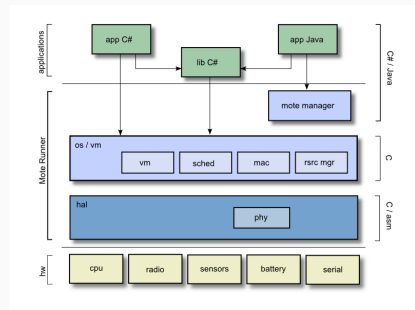 applications
app C#
app Java
lib C#
C# / Java
mote manager
Mote Runner
os / vm
vm
sched
mac
rsrc mgr
C
hal
phy
C / asm
hw
cpu
radio
sensors
battery
serial